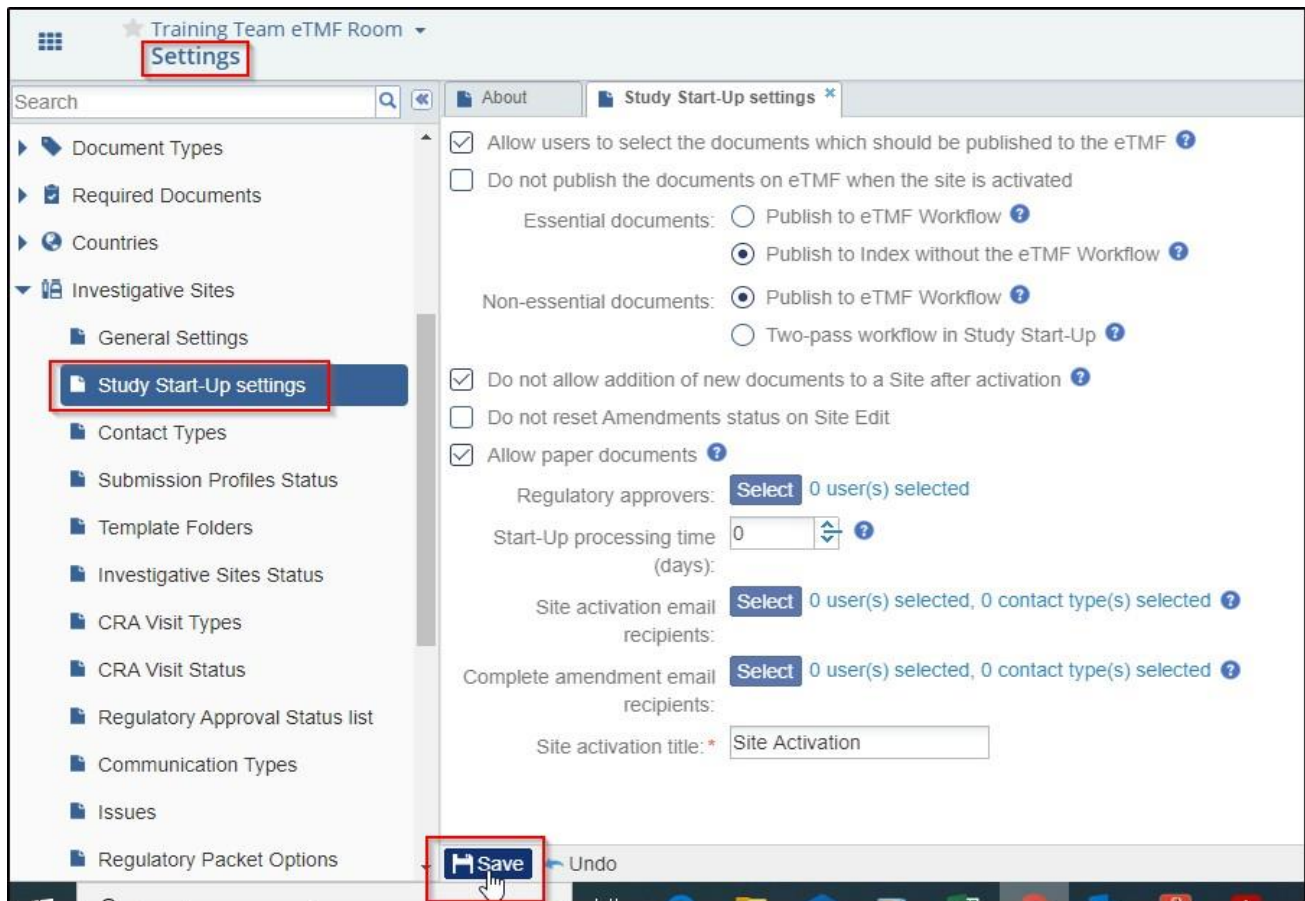 Training Team eTMF Room
Settings
Search
Document Types
Required Documents
Countries
Investigative Sites
General Settings
Study Start-Up settings
Contact Types
Submission Profiles Status
Template Folders
Investigative Sites Status
CRA Visit Types
CRA Visit Status
Regulatory Approval Status list
Communication Types
Issues
Regulatory Packet Options
About
Study Start-Up settings
Allow users to select the documents which should be published to the eTMF
Do not publish the documents on eTMF when the site is activated
Essential documents: Publish to eTMF Workflow
Publish to Index without the eTMF Workflow
Non-essential documents: Publish to eTMF Workflow
Two-pass workflow in Study Start-Up
Do not allow addition of new documents to a Site after activation
Do not reset Amendments status on Site Edit
Allow paper documents
Regulatory approvers: Select 0 user(s) selected
Start-Up processing time 0
(days):
Site activation email Select 0 user(s) selected, 0 contact type(s) selected
recipients:
Complete amendment email Select 0 user(s) selected, 0 contact type(s) selected
recipients:
Site activation title:* Site Activation
Save Undo